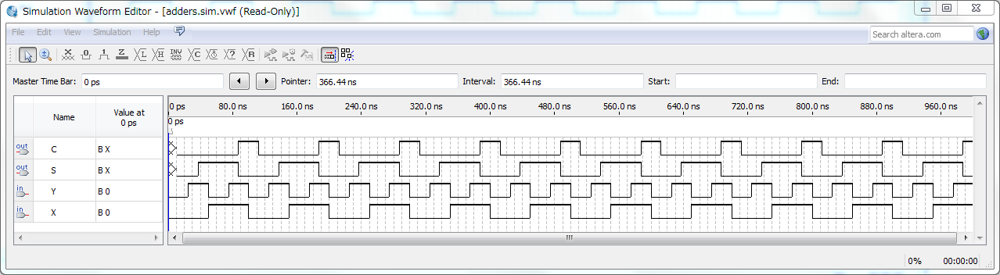 Simulation Waveform Editor - [adders.sim.vwf (Read-Only)]
File Edit View Simulation Help
Search altera.com
Master Time Bar: 0 ps Pointer: 366.44 ns Interval: 366.44 ns Start: End:
Name Value at 0 ps
0 ps 80.0 ns 160.0 ns 240.0 ns 320.0 ns 400.0 ns 480.0 ns 560.0 ns 640.0 ns 720.0 ns 800.0 ns 880.0 ns 960.0 ns
0 ps
out C B X
out S B X
in Y B 0
in X B 0
0% 00:00:00